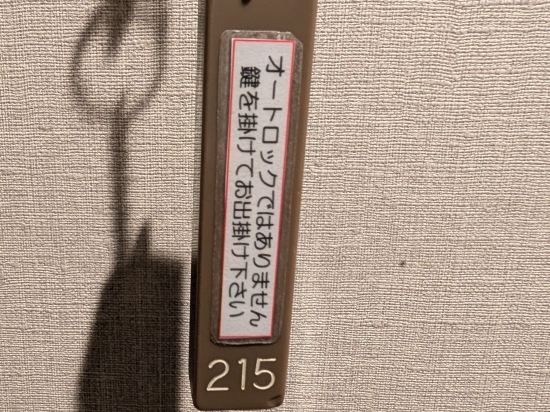 オートロックではありません
鍵を掛けてお出掛け下さい
215